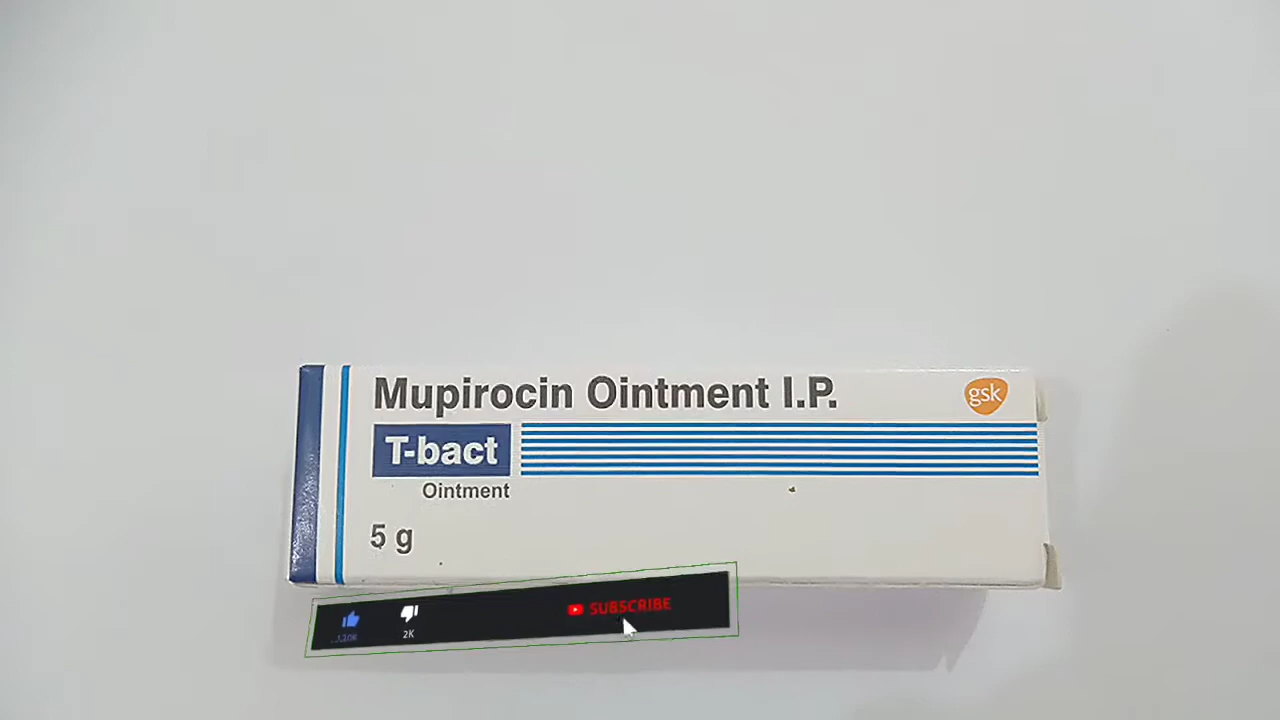 Mupirocin Ointment I.P.
gsk
T-bact
Ointment
5 g
SUBSCRIBE
2K